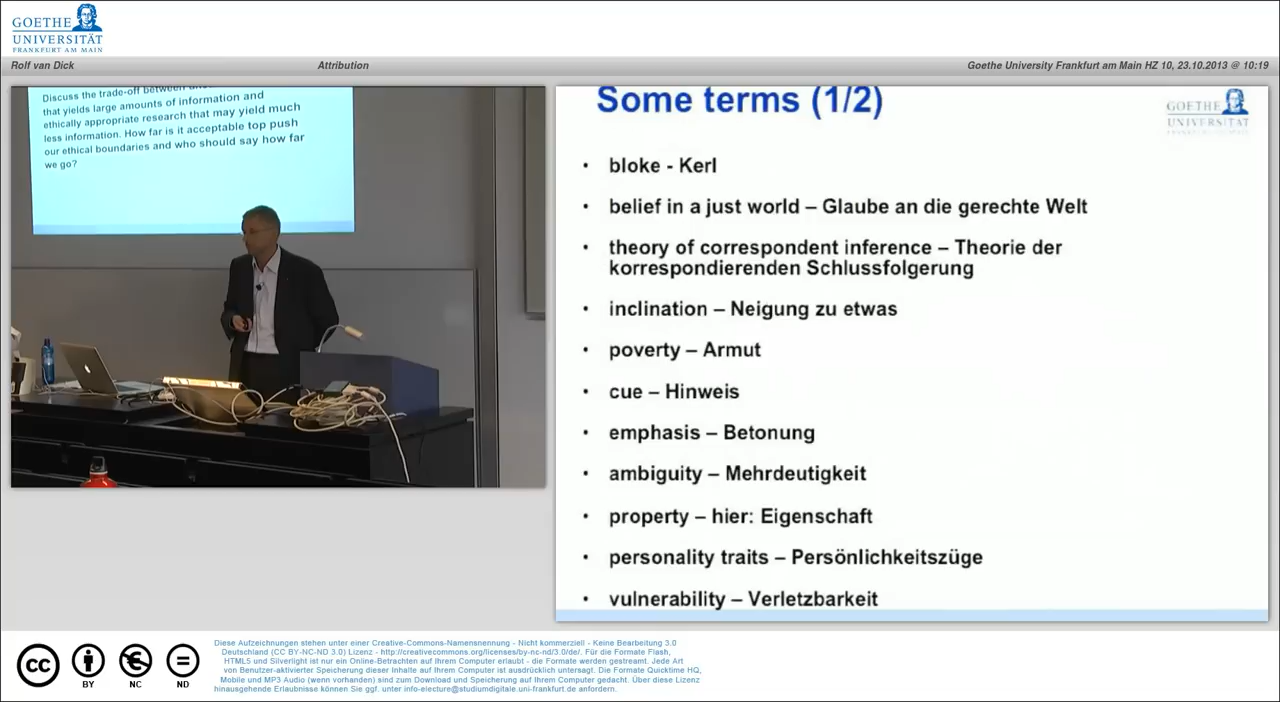 GOETHE
UNIVERSITÄT
FRANKFURT AM MAIN
Rolf van Dick
Attribution
Goethe University Frankfurt am Main HZ 10, 23.10.2013 @ 10:19
Discuss the trade-off between
that yields large amounts of information and
ethically appropriate research that may yield much
less information. How far is it acceptable top push
our ethical boundaries and who should say how far
we go?
Some terms (1/2)
GOETHE
UNIVERSITÄT
• bloke - Kerl
• belief in a just world – Glaube an die gerechte Welt
• theory of correspondent inference – Theorie der
korrespondierenden Schlussfolgerung
• inclination – Neigung zu etwas
• poverty – Armut
• cue – Hinweis
• emphasis – Betonung
• ambiguity – Mehrdeutigkeit
• property – hier: Eigenschaft
• personality traits – Persönlichkeitszüge
• vulnerability – Verletzbarkeit
cc
BY
NC
ND
Diese Aufzeichnungen stehen unter einer Creative-Commons-Namensnennung - Nicht kommerziell - Keine Bearbeitung 3.0
Deutschland (CC BY-NC-ND 3.0) Lizenz - http://creativecommons.org/licenses/by-nc-nd/3.0/de/. Für die Formate Flash,
HTML5 und Silverlight ist nur ein Online-Betrachten auf Ihrem Computer erlaubt - die Formate werden gestreamt. Jede Art
von Benutzer-aktivierter Speicherung dieser Inhalte auf Ihrem Computer ist ausdrücklich untersagt. Die Formate Quicktime HQ,
Mobile und MP3 Audio (wenn vorhanden) sind zum Download und Speicherung auf Ihrem Computer gedacht. Über diese Lizenz
hinausgehende Erlaubnisse können Sie ggf. unter info-electure@studiumdigitale.uni-frankfurt.de anfordern.